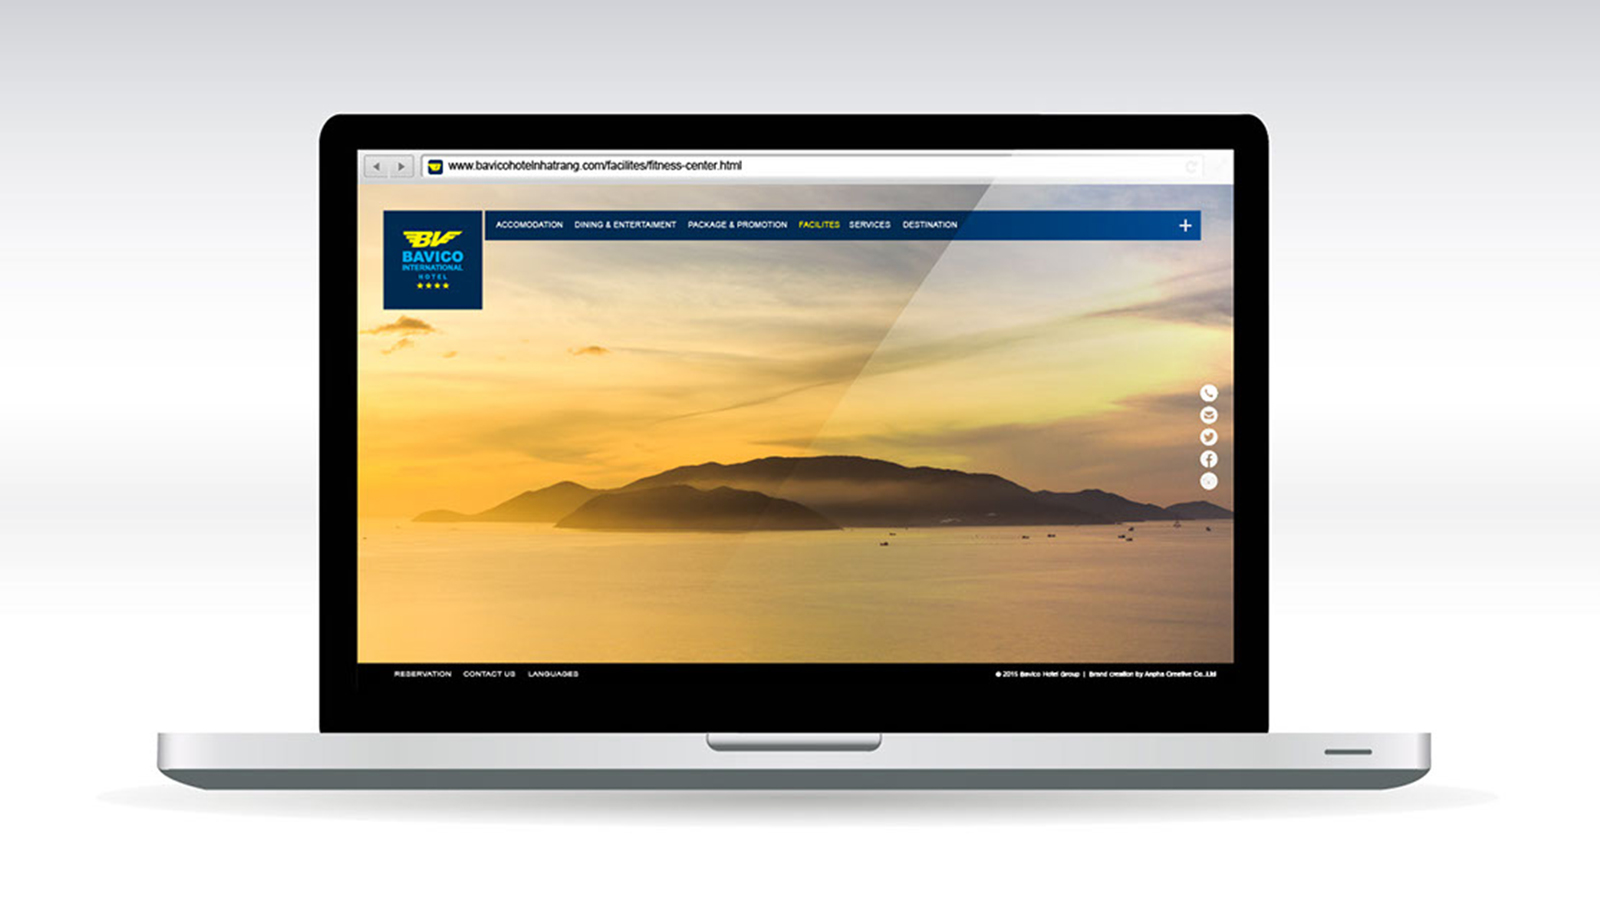 www.bavicohotelnhatrang.com/facilites/fitness-center.html
BV
BAVICO
INTERNATIONAL
HOTEL
ACCOMODATION DINING & ENTERTAIMENT PACKAGE & PROMOTION FACILITES SERVICES DESTINATION +
RESERVATION CONTACT US LANGUAGES
© 2015 Bavico Hotel Group | Brand creation by Anpha Creative Co.,Ltd